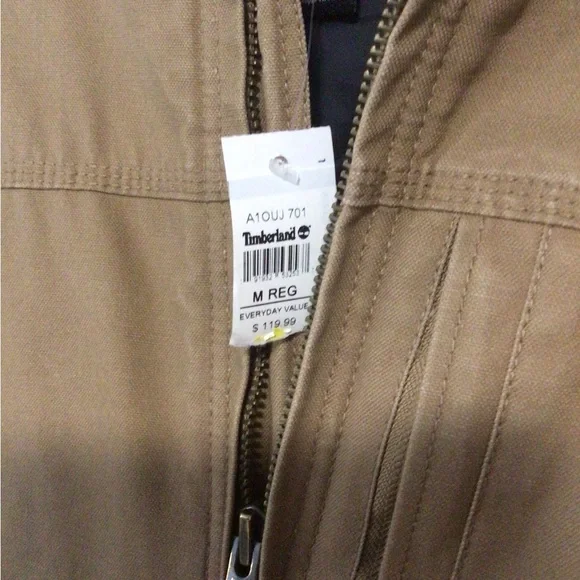 A1OUJ 701
Timberland
M REG
EVERYDAY VALUE
$ 119.99